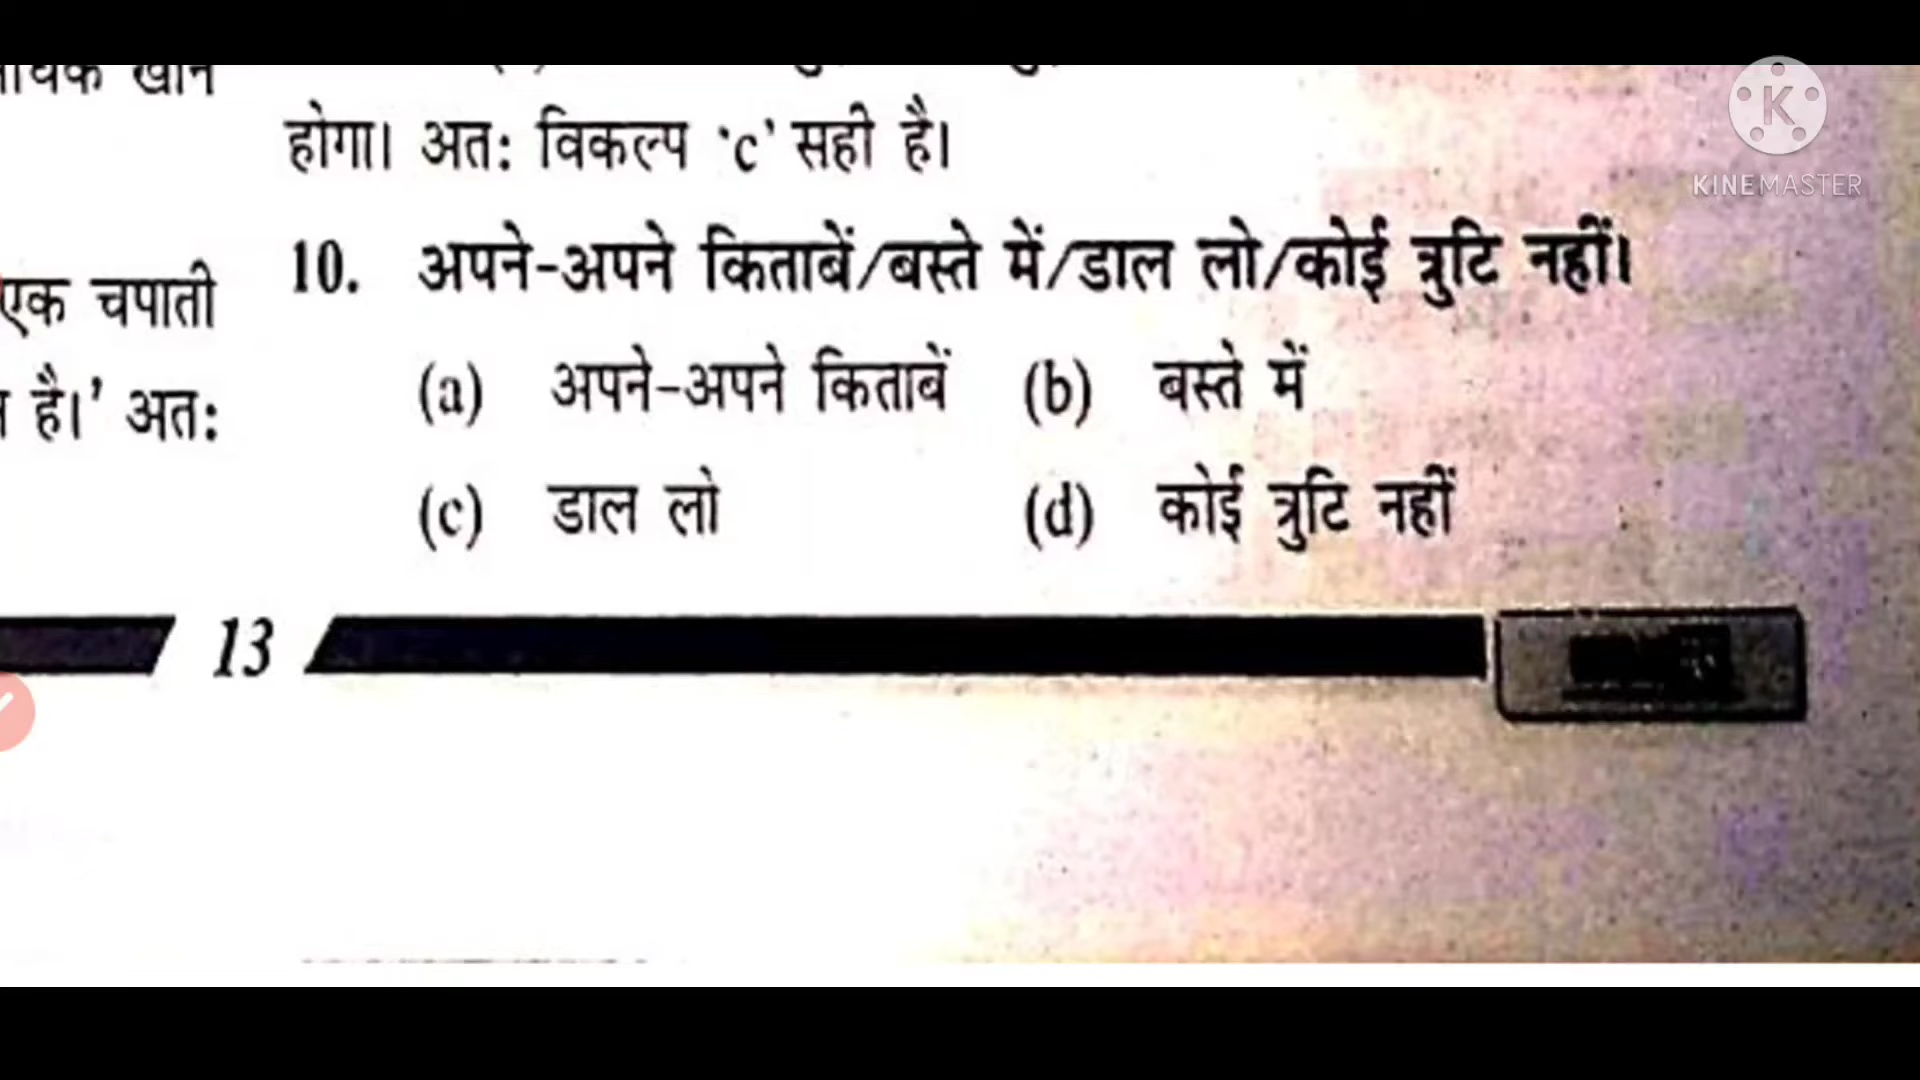 खान
एक चपाती
है।’ अत:
होगा। अत: विकल्प ‘c’ सही है।
10. अपने-अपने किताबें/बस्ते में/डाल लो/कोई त्रुटि नहीं।
(a) अपने-अपने किताबें (b) बस्ते में
(c) डाल लो (d) कोई त्रुटि नहीं
13
K
KINEMASTER